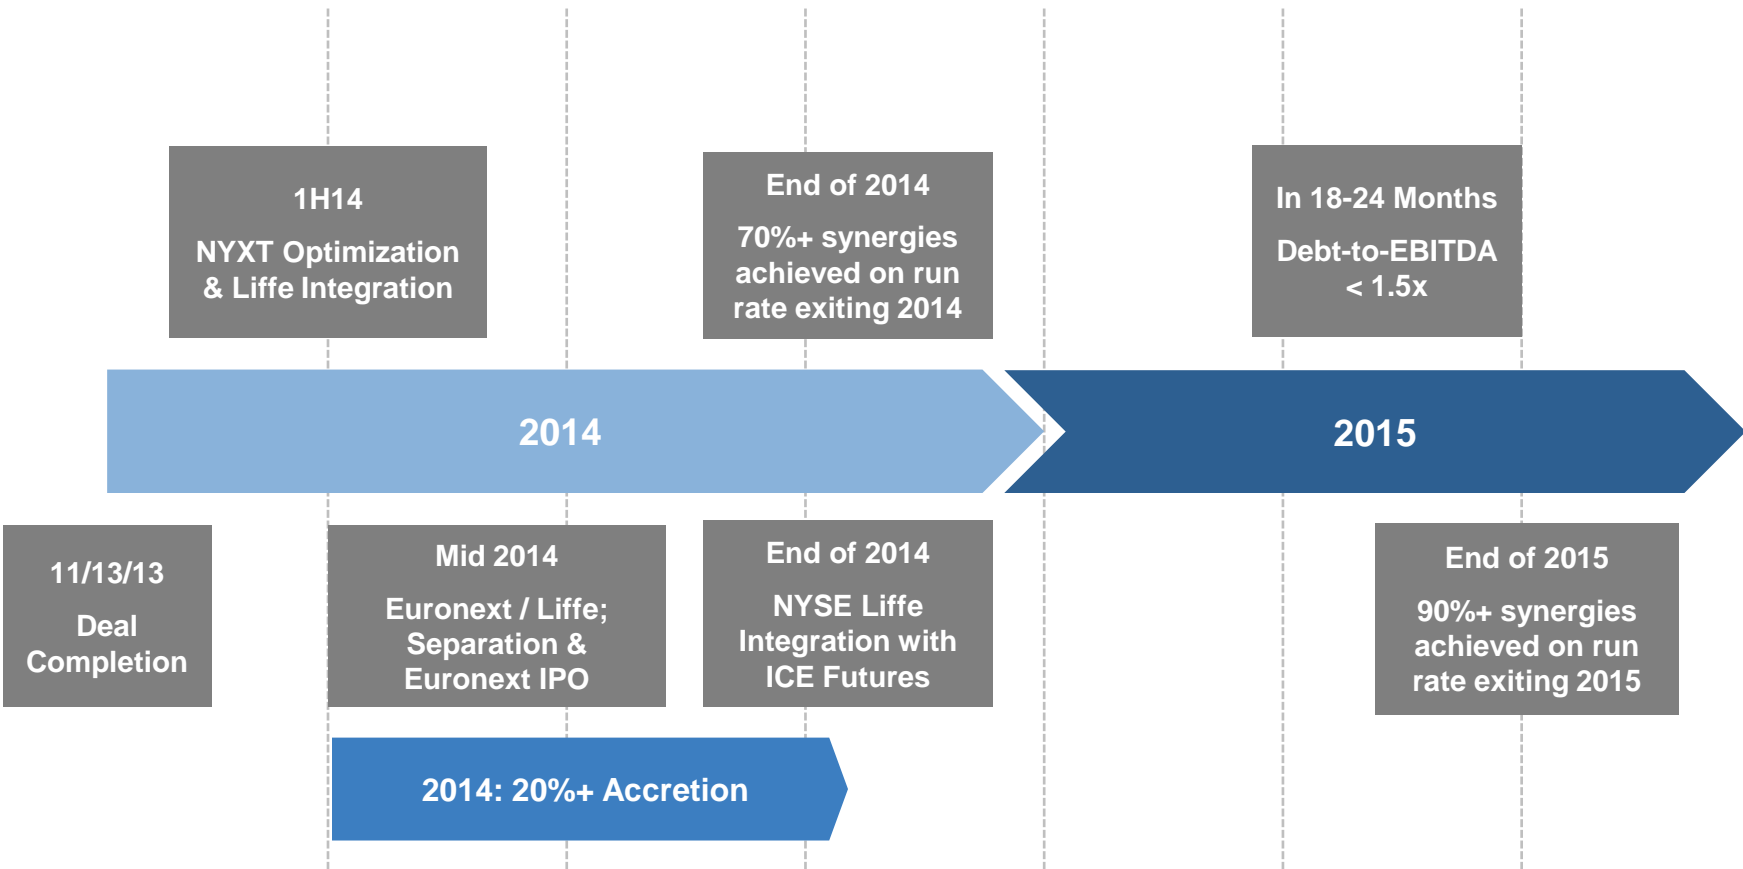 1H14
NYXT Optimization
& Liffe Integration
End of 2014
70%+ synergies
achieved on run
rate exiting 2014
In 18-24 Months
Debt-to-EBITDA
< 1.5x
2014
2015
11/13/13
Deal
Completion
Mid 2014
Euronext / Liffe;
Separation &
Euronext IPO
End of 2014
NYSE Liffe
Integration with
ICE Futures
End of 2015
90%+ synergies
achieved on run
rate exiting 2015
2014: 20%+ Accretion